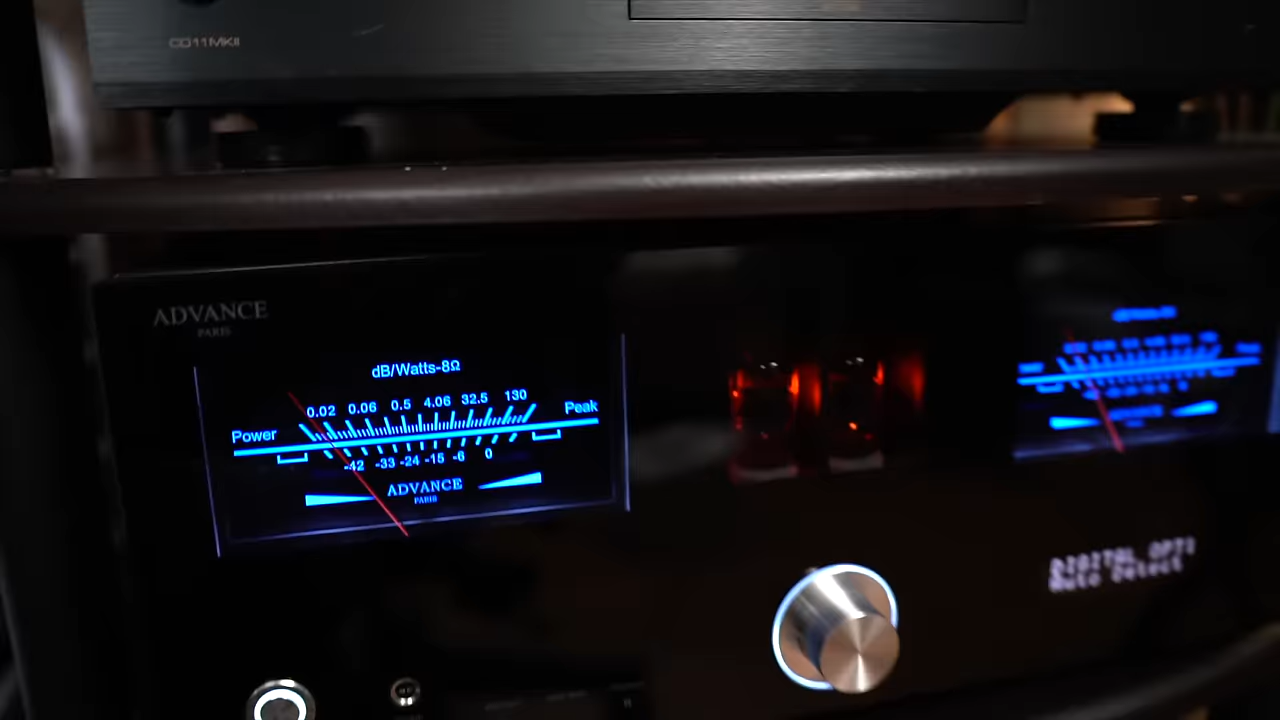 CD11MKII
ADVANCE
PARIS
dB/Watts-8Ω
0.02 0.06 0.5 4.06 32.5 130
Power
Peak
-42 -33 -24 -15 -6 0
ADVANCE
PARIS
DIGITAL OPT1
Auto Detect